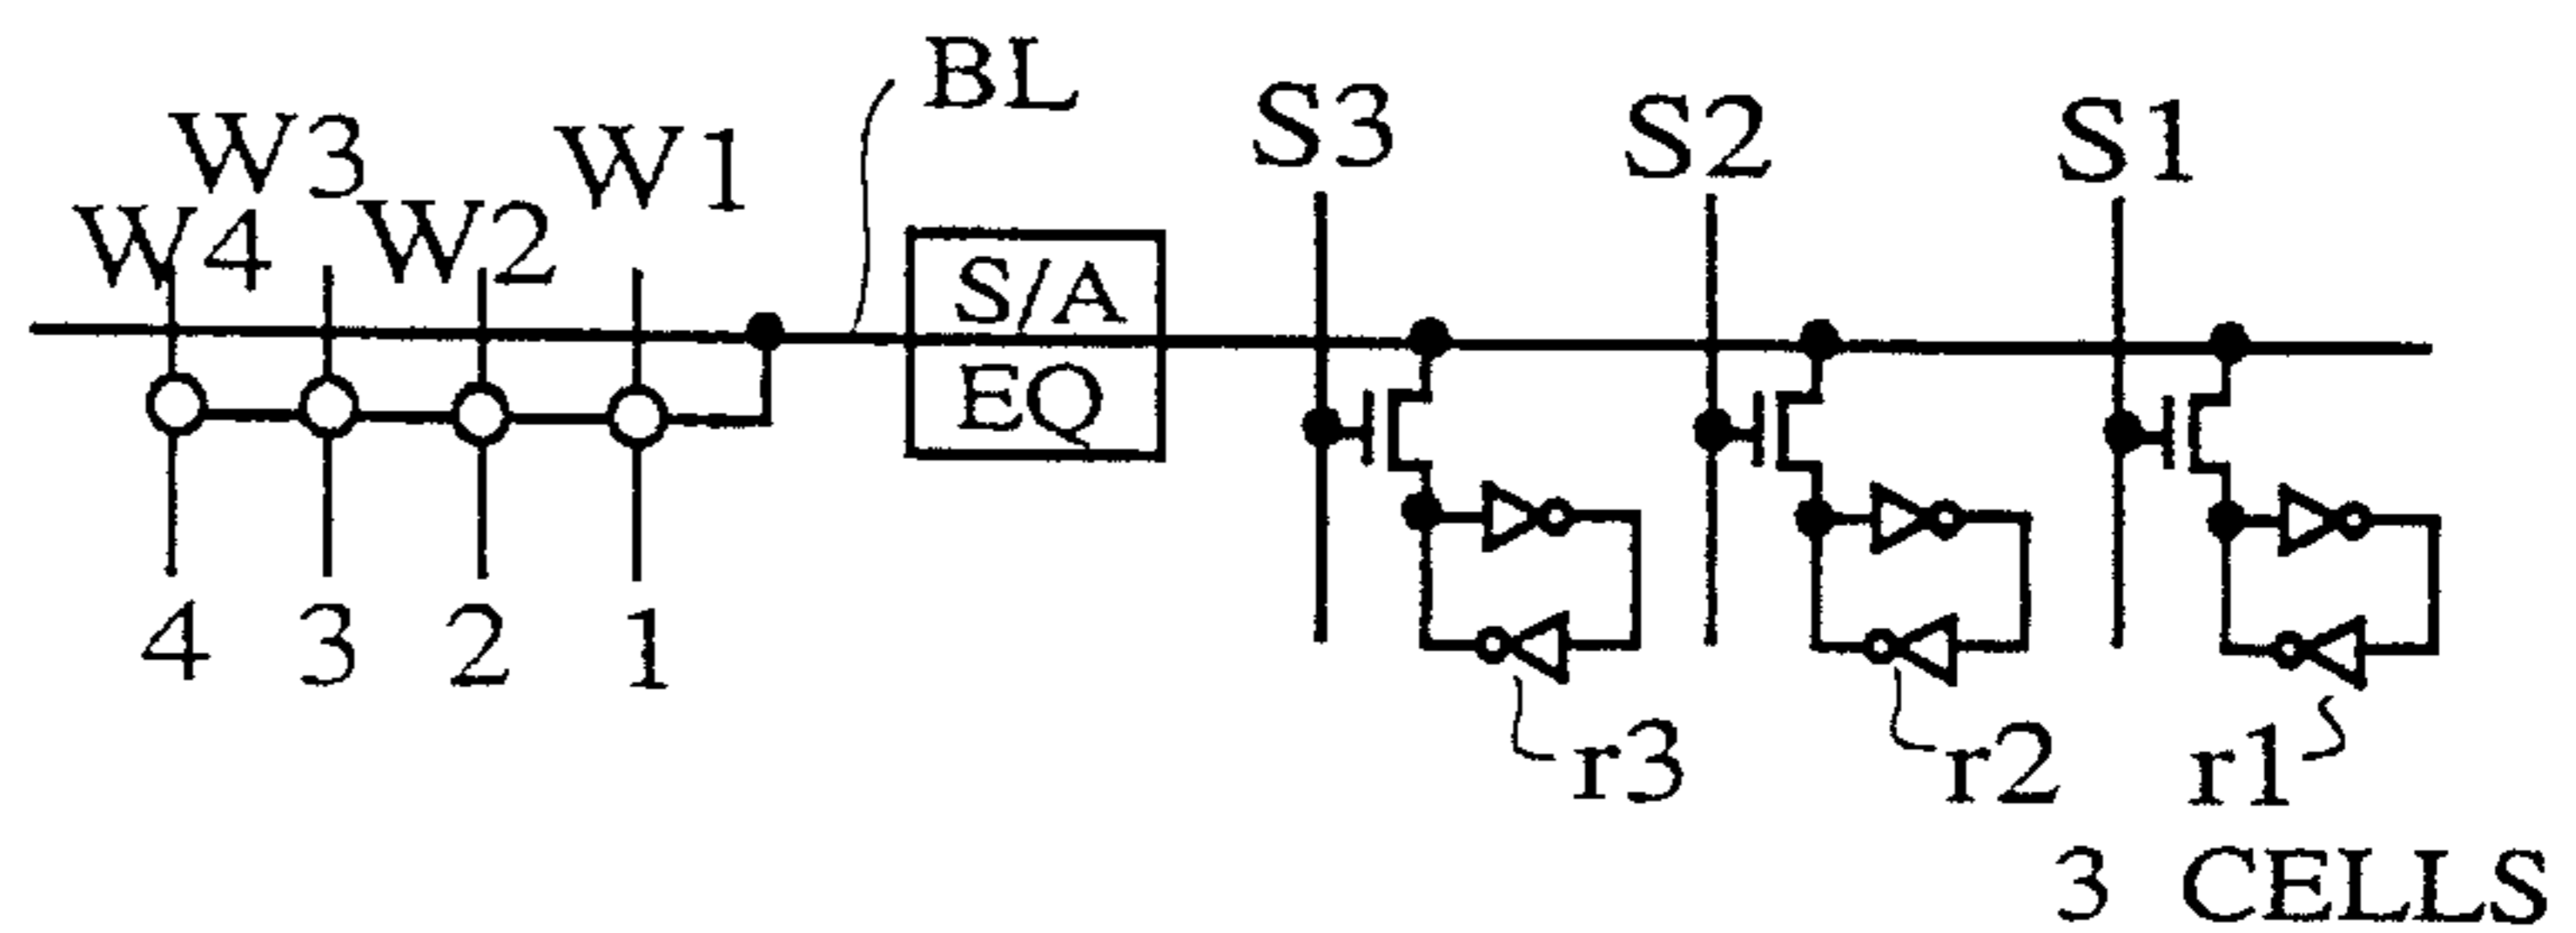 BL
W3 W1 S3 S2 S1
W4 W2
S/A
EQ
4 3 2 1
r3 r2 r1
3 CELLS